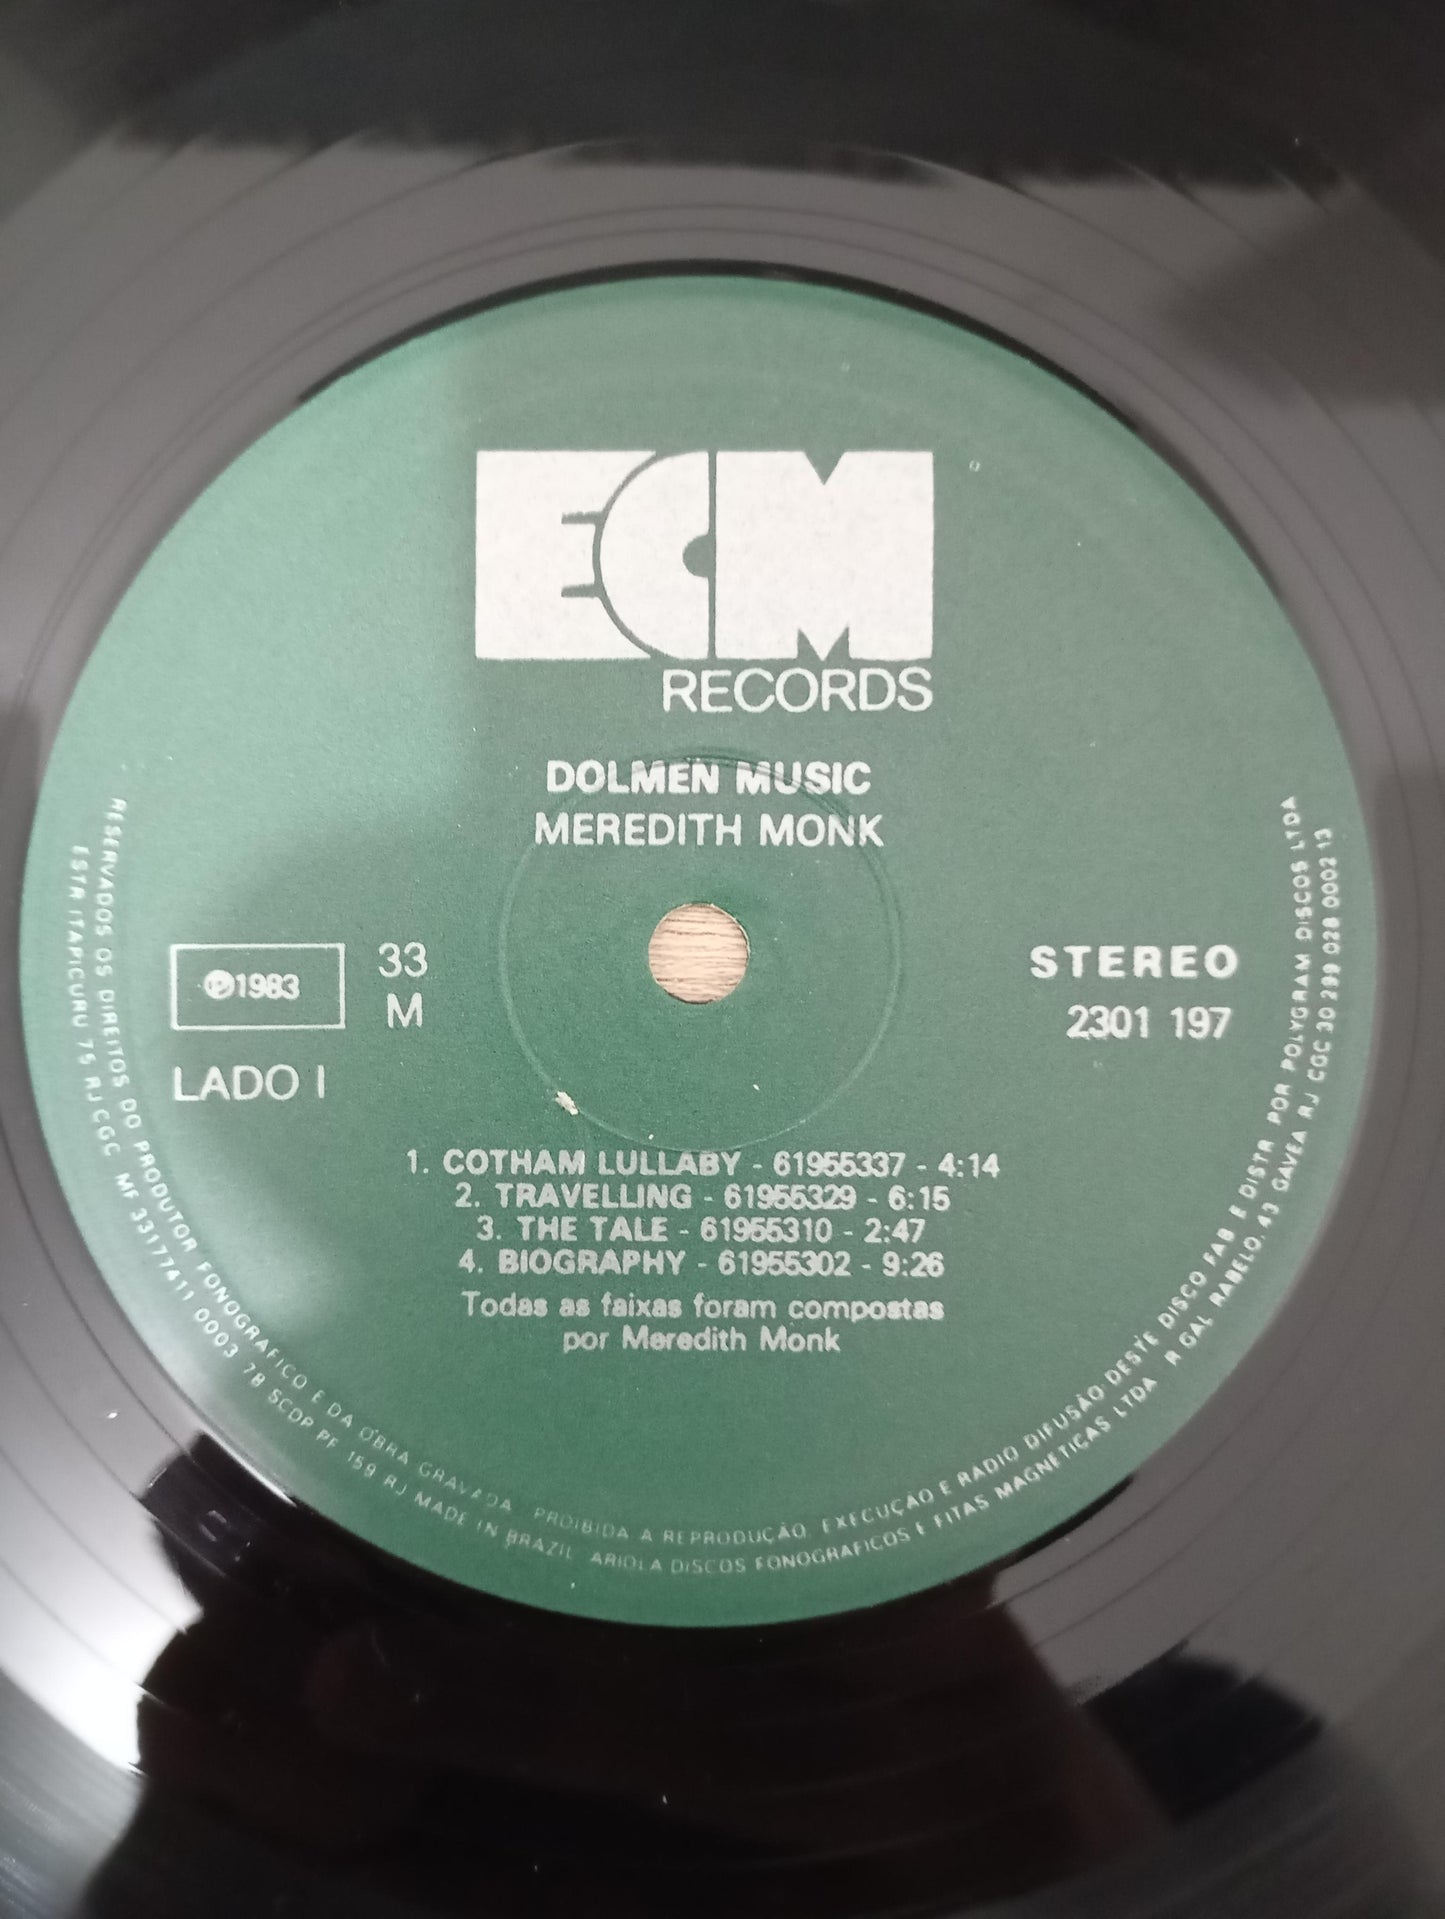 ECM
RECORDS
DOLMEN MUSIC
MEREDITH MONK
℗1983
33
M
LADO I
STEREO
2301 197
1. COTHAM LULLABY - 61955337 - 4:14
2. TRAVELLING - 61955329 - 6:15
3. THE TALE - 61955310 - 2:47
4. BIOGRAPHY - 61955302 - 9:26
Todas as faixas foram compostas
por Meredith Monk
RESERVADOS OS DIREITOS DO PRODUTOR FONOGRAFICO E DA OBRA GRAVADA. PROIBIDA A REPRODUÇÃO, EXECUÇÃO E RADIO DIFUSÃO DESTE DISCO FAB E DISTR POR POLYGRAM DISCOS LTDA
ESTR ITAPICURU 75 RJ CGC MF 33177411 0003 78 SCDP PF 159 RJ MADE IN BRAZIL ARIOLA DISCOS FONOGRAFICOS E FITAS MAGNÉTICAS LTDA R GAL RABELO, 43 GAVEA RJ CGC 30 299 028 0002 13